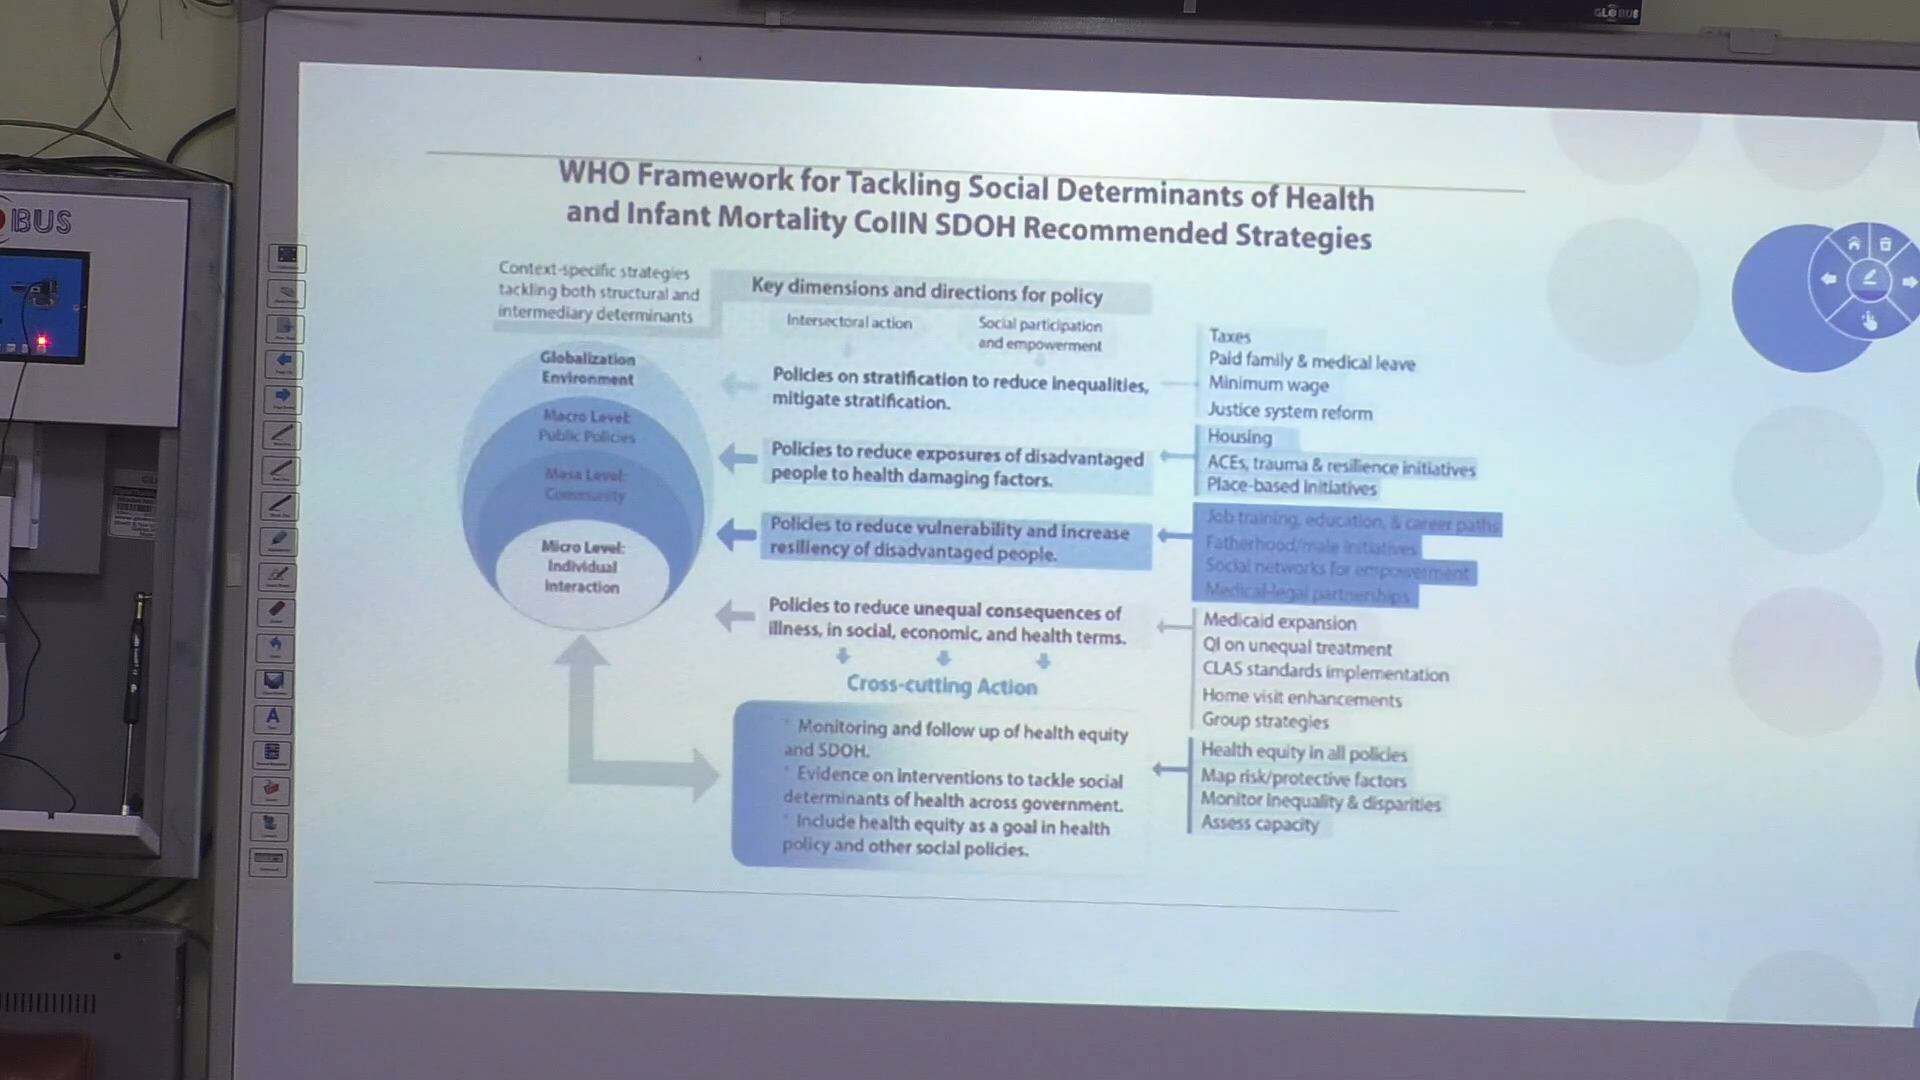 GLOBUS
BUS
WHO Framework for Tackling Social Determinants of Health
and Infant Mortality CoIIN SDOH Recommended Strategies
Context-specific strategies
tackling both structural and
intermediary determinants
Key dimensions and directions for policy
Intersectoral action
Social participation
and empowerment
Globalization
Environment
Macro Level:
Public Policies
Mesa Level:
Community
Micro Level:
Individual
Interaction
Policies on stratification to reduce inequalities,
mitigate stratification.
Policies to reduce exposures of disadvantaged
people to health damaging factors.
Policies to reduce vulnerability and increase
resiliency of disadvantaged people.
Policies to reduce unequal consequences of
illness, in social, economic, and health terms.
Cross-cutting Action
* Monitoring and follow up of health equity
and SDOH.
* Evidence on interventions to tackle social
determinants of health across government.
* Include health equity as a goal in health
policy and other social policies.
Taxes
Paid family & medical leave
Minimum wage
Justice system reform
Housing
ACEs, trauma & resilience initiatives
Place-based Initiatives
Job training, education, & career paths
Fatherhood/male initiatives
Social networks for empowerment
Medical-legal partnerships
Medicaid expansion
QI on unequal treatment
CLAS standards implementation
Home visit enhancements
Group strategies
Health equity in all policies
Map risk/protective factors
Monitor Inequality & disparities
Assess capacity
A